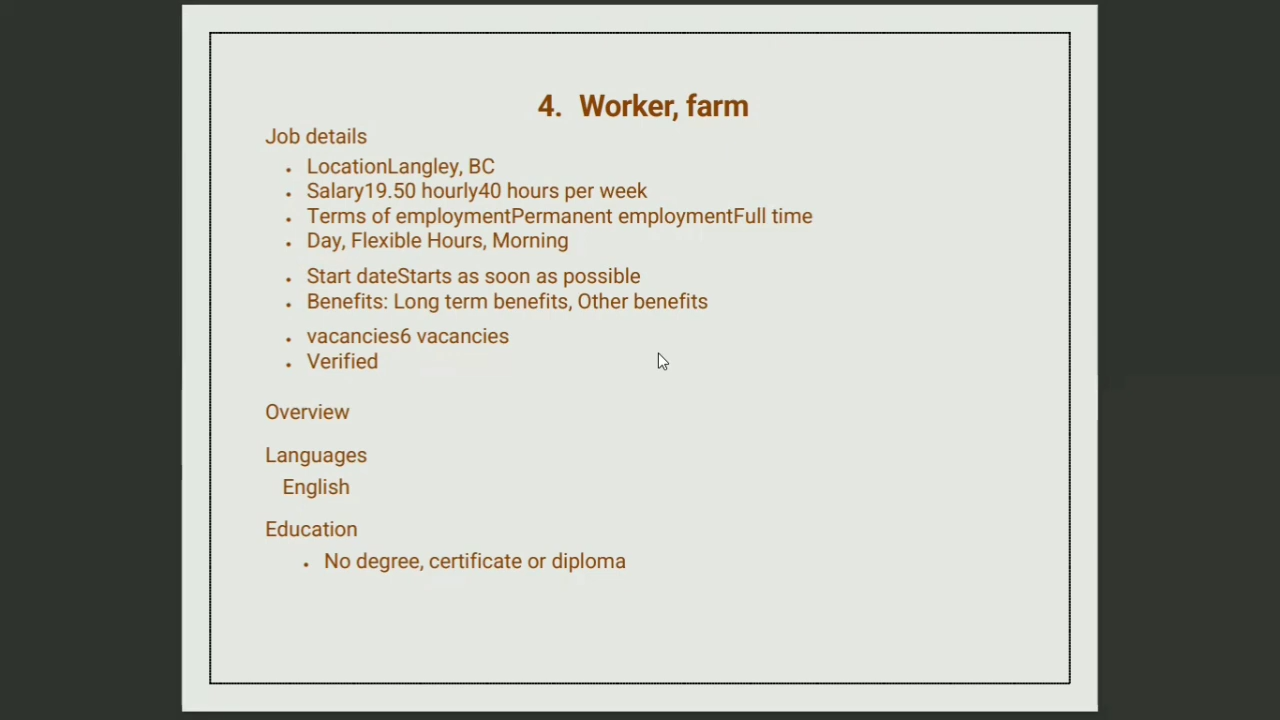 4. Worker, farm
Job details
• LocationLangley, BC
• Salary19.50 hourly40 hours per week
• Terms of employmentPermanent employmentFull time
• Day, Flexible Hours, Morning
• Start dateStarts as soon as possible
• Benefits: Long term benefits, Other benefits
• vacancies6 vacancies
• Verified
Overview
Languages
English
Education
• No degree, certificate or diploma